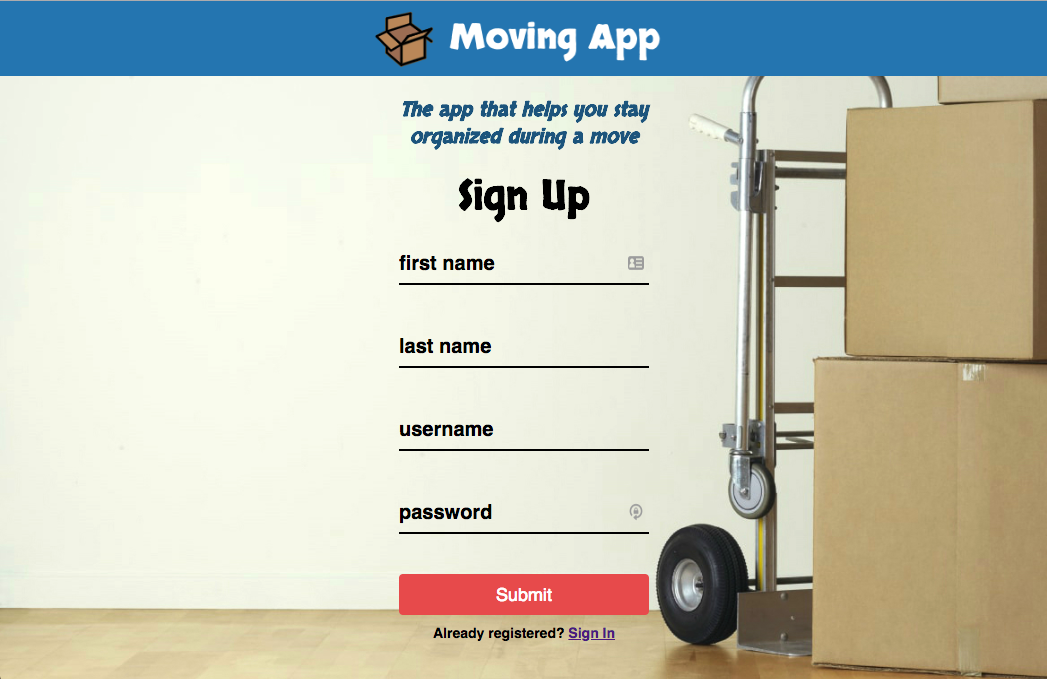 Moving App
The app that helps you stay
organized during a move
Sign Up
first name
last name
username
password
Submit
Already registered? Sign In